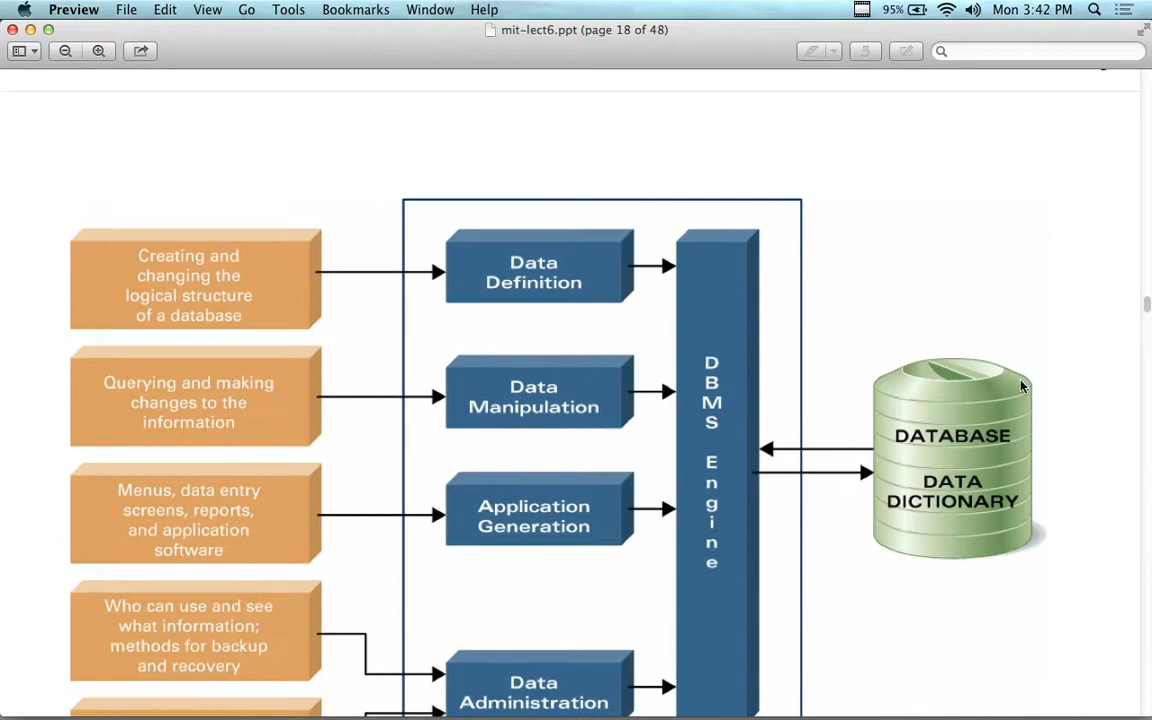 Preview File Edit View Go Tools Bookmarks Window Help 95% Mon 3:42 PM
mit-lect6.ppt (page 18 of 48)
Creating and
changing the
logical structure
of a database
Data
Definition
Querying and making
changes to the
information
Data
Manipulation
Menus, data entry
screens, reports,
and application
software
Application
Generation
Who can use and see
what information;
methods for backup
and recovery
Data
Administration
DBMS Engine
DATABASE
DATA
DICTIONARY